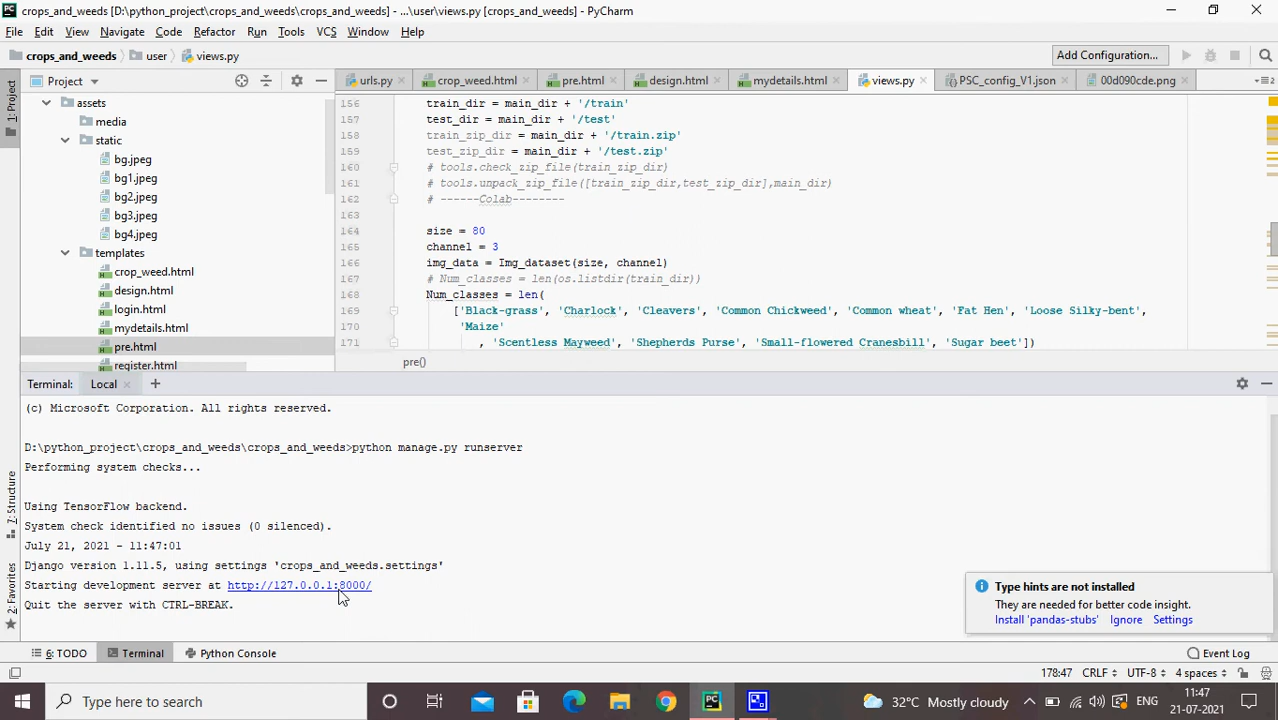 crops_and_weeds [D:\python_project\crops_and_weeds\crops_and_weeds] - ...\user\views.py [crops_and_weeds] - PyCharm
File Edit View Navigate Code Refactor Run Tools VCS Window Help
crops_and_weeds user views.py Add Configuration...
1: Project
Project
urls.py crop_weed.html pre.html design.html mydetails.html views.py PSC_config_V1.json 00d090cde.png
assets
media
static
bg.jpeg
bg1.jpeg
bg2.jpeg
bg3.jpeg
bg4.jpeg
templates
crop_weed.html
design.html
login.html
mydetails.html
pre.html
register.html
156 train_dir = main_dir + '/train'
157 test_dir = main_dir + '/test'
158 train_zip_dir = main_dir + '/train.zip'
159 test_zip_dir = main_dir + '/test.zip'
160 # tools.check_zip_file(train_zip_dir)
161 # tools.unpack_zip_file([train_zip_dir,test_zip_dir],main_dir)
162 # ------Colab--------
163
164 size = 80
165 channel = 3
166 img_data = Img_dataset(size, channel)
167 # Num_classes = len(os.listdir(train_dir))
168 Num_classes = len(
169 ['Black-grass', 'Charlock', 'Cleavers', 'Common Chickweed', 'Common wheat', 'Fat Hen', 'Loose Silky-bent',
170 'Maize'
171 , 'Scentless Mayweed', 'Shepherds Purse', 'Small-flowered Cranesbill', 'Sugar beet'])
pre()
Terminal: Local +
(c) Microsoft Corporation. All rights reserved.
D:\python_project\crops_and_weeds\crops_and_weeds>python manage.py runserver
Performing system checks...
Using TensorFlow backend.
System check identified no issues (0 silenced).
July 21, 2021 - 11:47:01
Django version 1.11.5, using settings 'crops_and_weeds.settings'
Starting development server at http://127.0.0.1:8000/
Quit the server with CTRL-BREAK.
7: Structure
2: Favorites
Type hints are not installed
They are needed for better code insight.
Install 'pandas-stubs' Ignore Settings
6: TODO Terminal Python Console Event Log
178:47 CRLF UTF-8 4 spaces
Type here to search
32°C Mostly cloudy ENG
11:47
21-07-2021